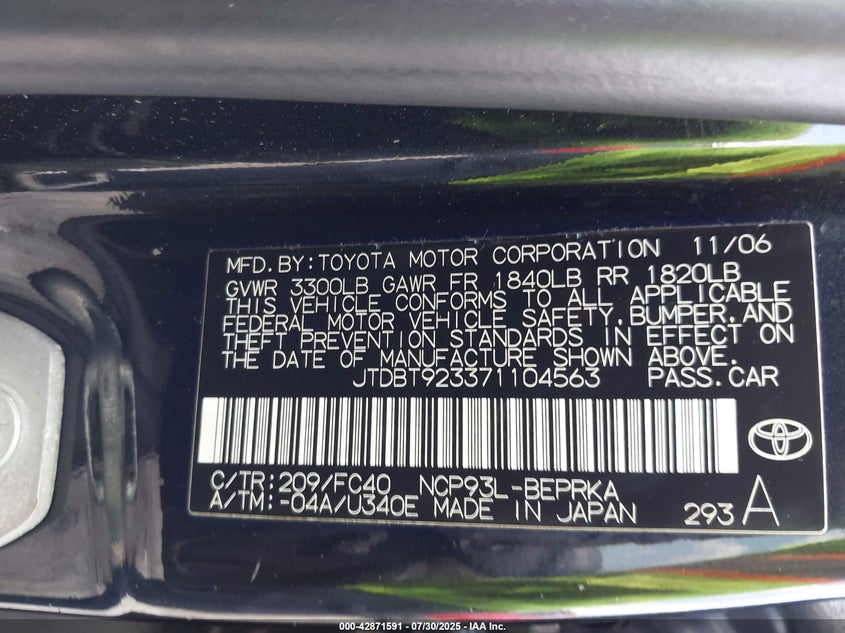 MFD.BY:TOYOTA MOTOR CORPORATION 11/06
GVWR 3300LB GAWR FR 1840LB RR 1820LB
THIS VEHICLE CONFORMS TO ALL APPLICABLE
FEDERAL MOTOR VEHICLE SAFETY,BUMPER,AND
THEFT PREVENTION STANDARDS IN EFFECT ON
THE DATE OF MANUFACTURE SHOWN ABOVE.
JTDBT923371104563 PASS.CAR
C/TR:209/FC40 NCP93L-BEPRKA
A/TM:-04A/U340E MADE IN JAPAN 293 A
000-42871591 - 07/30/2025 - IAA Inc.